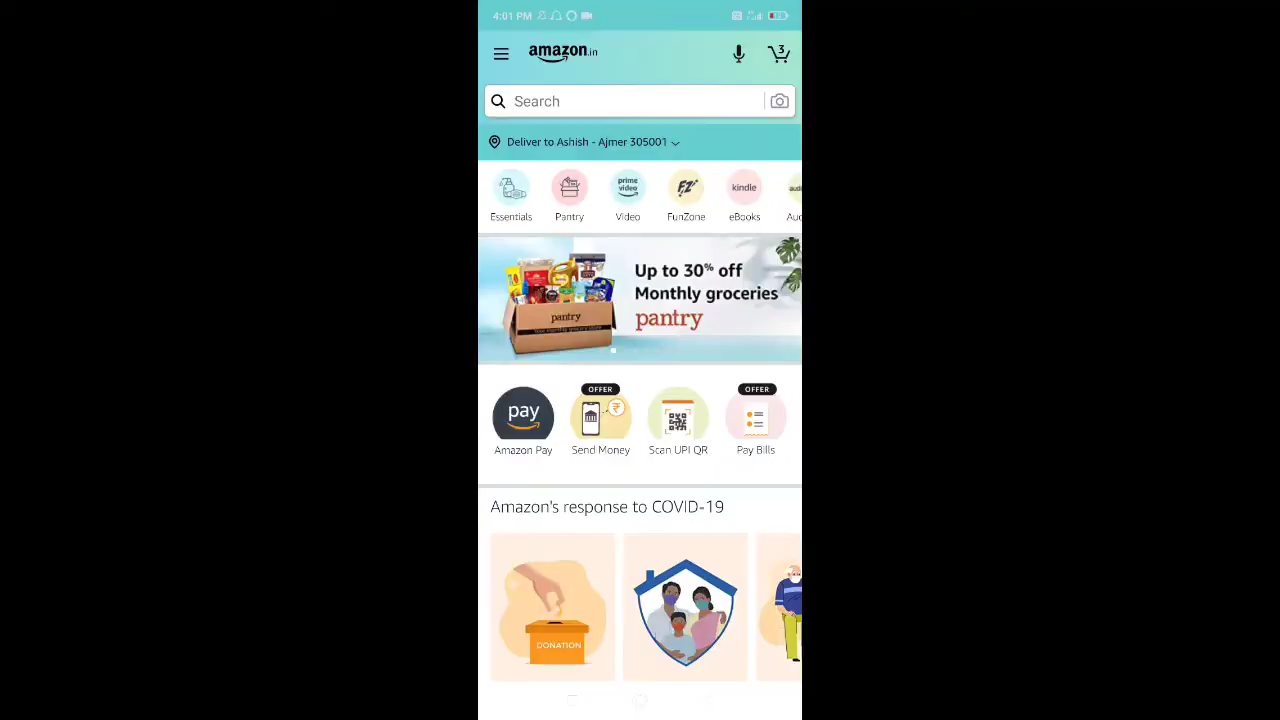 4:01 PM
amazon.in
3
Search
Deliver to Ashish - Ajmer 305001
prime video
FZ
kindle
Essentials
Pantry
Video
FunZone
eBooks
Up to 30% off
Monthly groceries
pantry
pantry
OFFER
OFFER
pay
Amazon Pay
Send Money
Scan UPI QR
Pay Bills
Amazon's response to COVID-19
DONATION